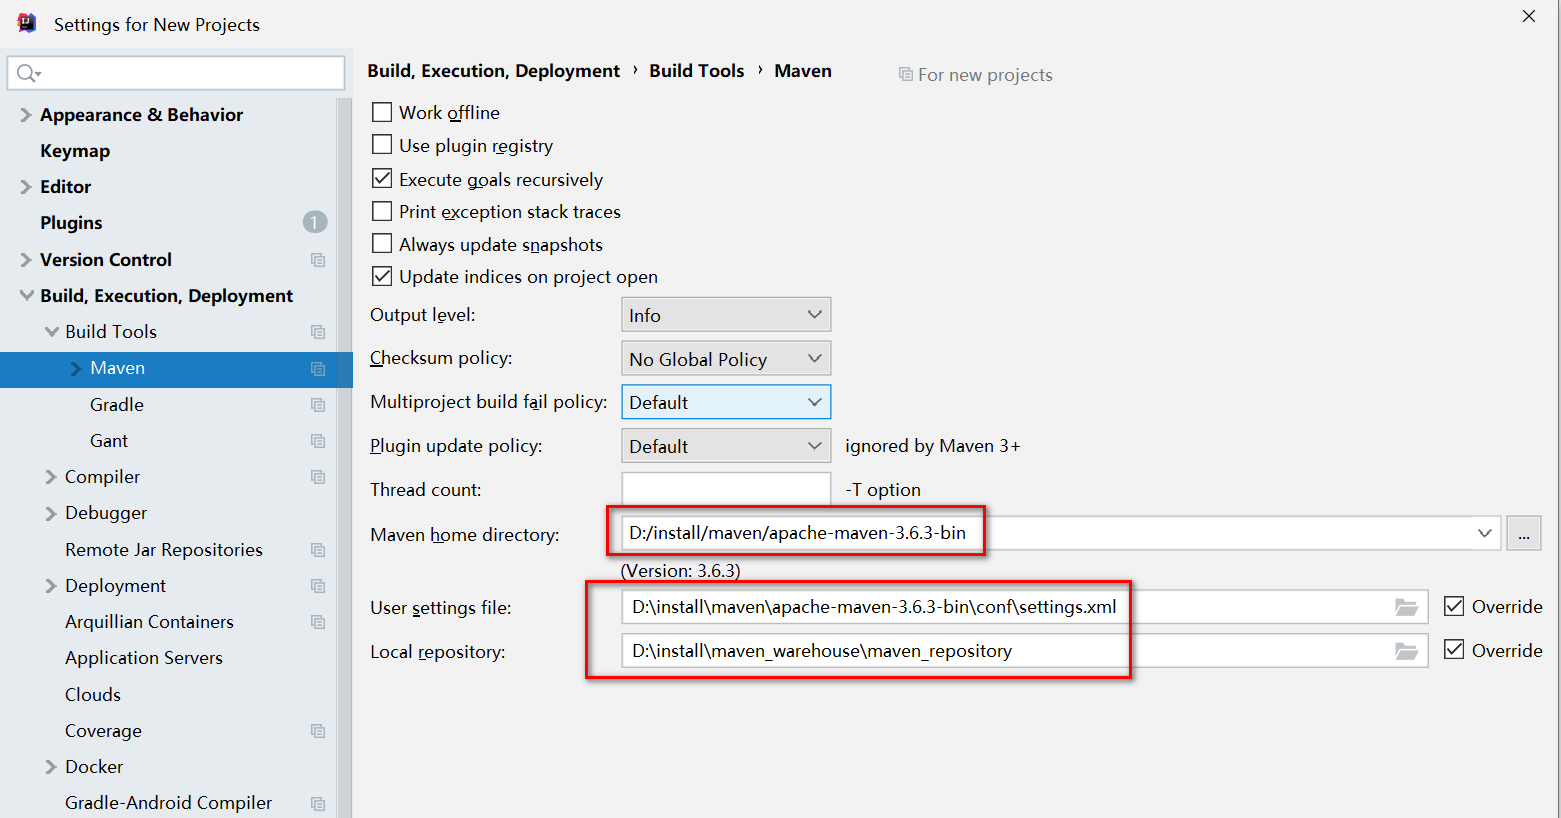 Settings for New Projects
Appearance & Behavior
Keymap
Editor
Plugins 1
Version Control
Build, Execution, Deployment
Build Tools
Maven
Gradle
Gant
Compiler
Debugger
Remote Jar Repositories
Deployment
Arquillian Containers
Application Servers
Clouds
Coverage
Docker
Gradle-Android Compiler
Build, Execution, Deployment › Build Tools › Maven For new projects
Work offline
Use plugin registry
Execute goals recursively
Print exception stack traces
Always update snapshots
Update indices on project open
Output level: Info
Checksum policy: No Global Policy
Multiproject build fail policy: Default
Plugin update policy: Default ignored by Maven 3+
Thread count: -T option
Maven home directory: D:/install/maven/apache-maven-3.6.3-bin ...
(Version: 3.6.3)
User settings file: D:\install\maven\apache-maven-3.6.3-bin\conf\settings.xml Override
Local repository: D:\install\maven_warehouse\maven_repository Override